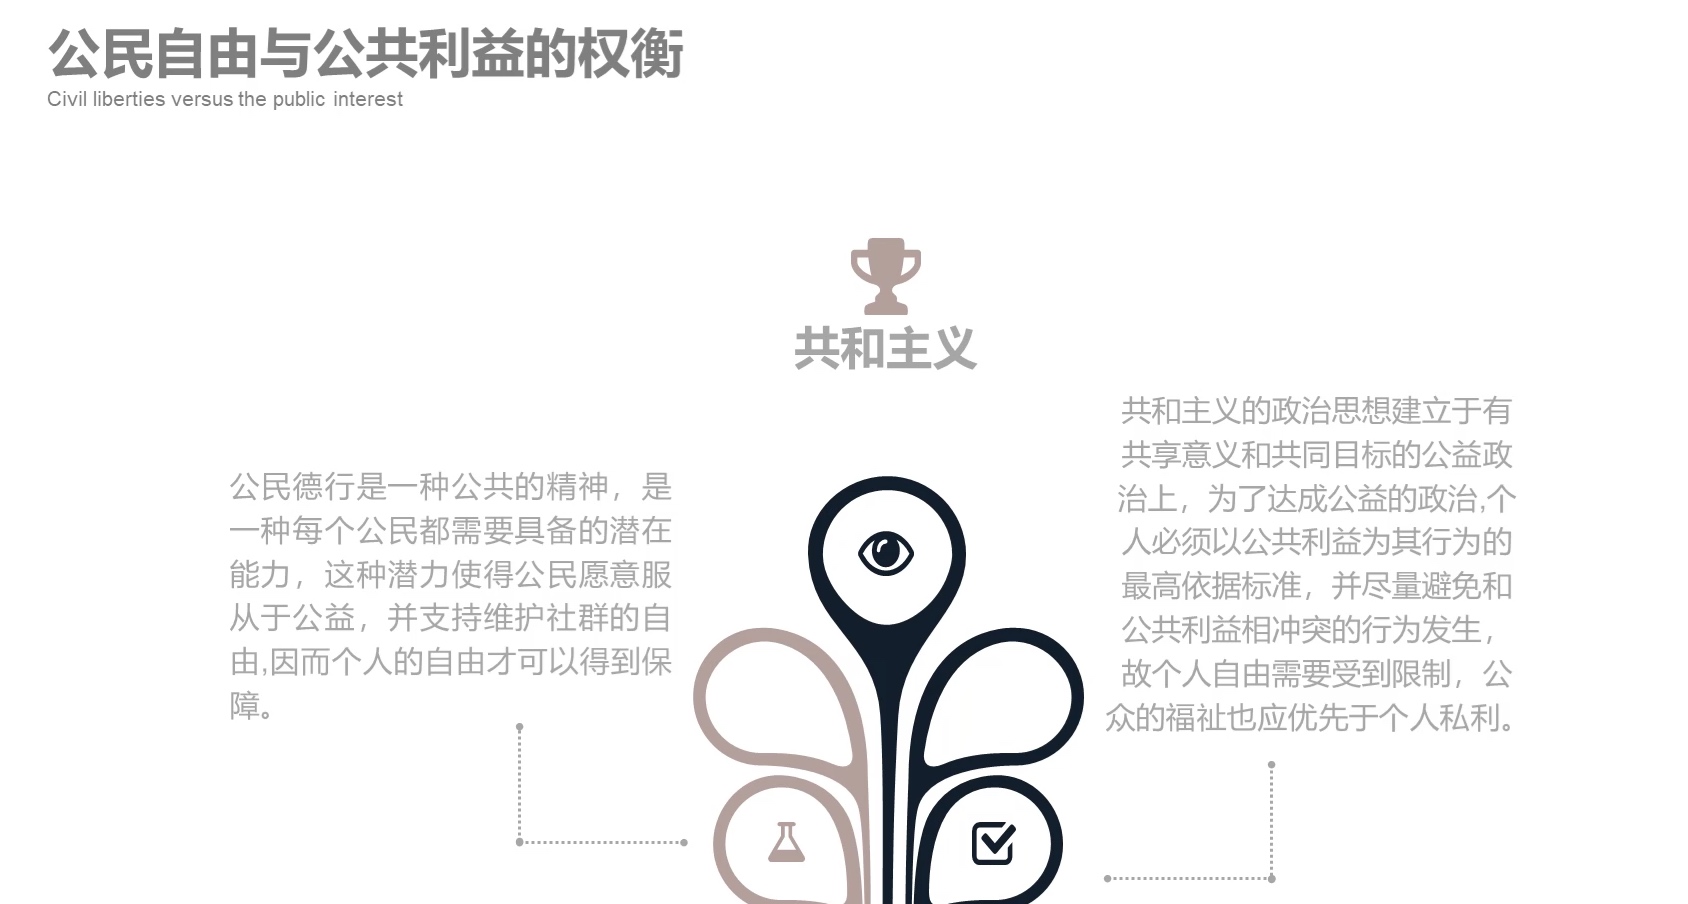 公民自由与公共利益的权衡
Civil liberties versus the public interest
共和主义
公民德行是一种公共的精神，是
一种每个公民都需要具备的潜在
能力，这种潜力使得公民愿意服
从于公益，并支持维护社群的自
由,因而个人的自由才可以得到保
障。
共和主义的政治思想建立于有
共享意义和共同目标的公益政
治上，为了达成公益的政治,个
人必须以公共利益为其行为的
最高依据标准，并尽量避免和
公共利益相冲突的行为发生，
故个人自由需要受到限制，公
众的福祉也应优先于个人私利。